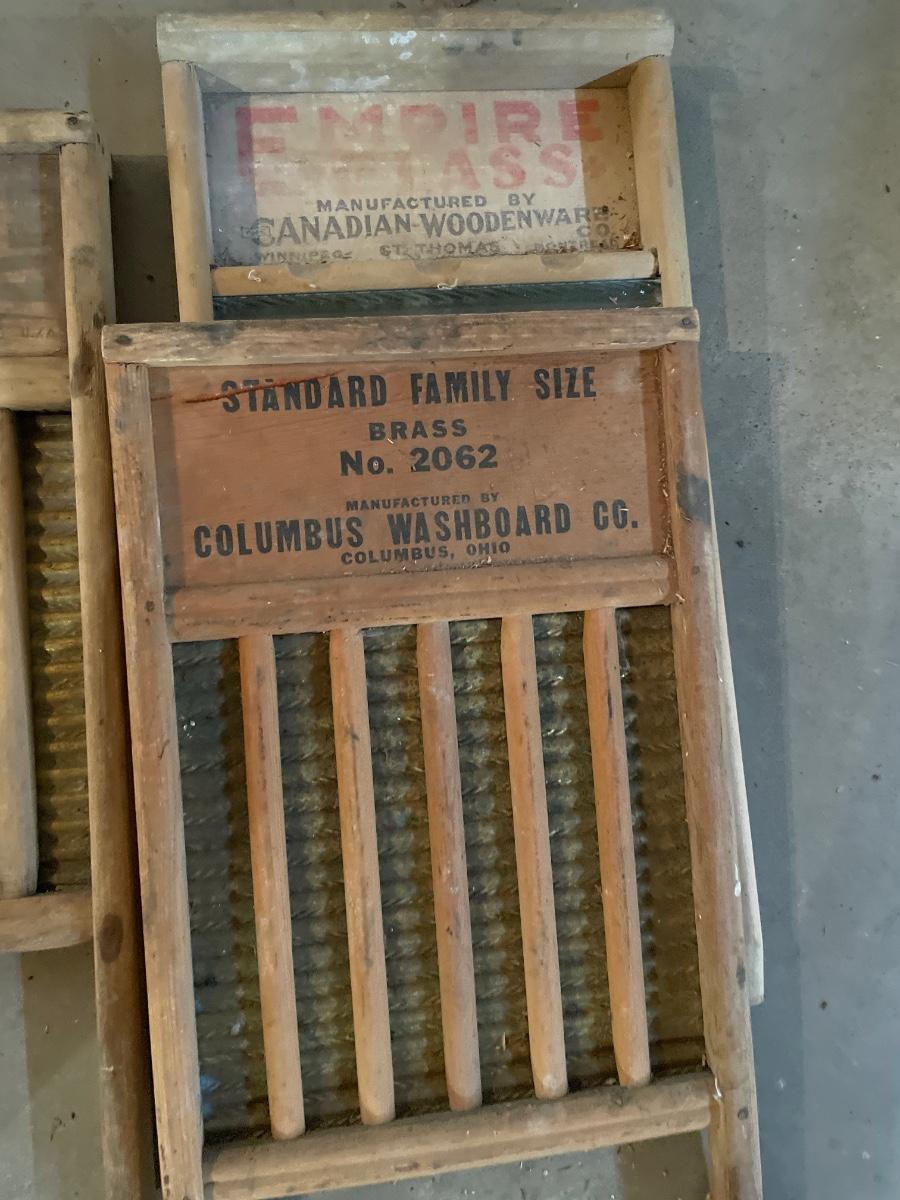 EMPIRE
MANUFACTURED BY
CANADIAN WOODENWARE
CO.
WINNIPEG ST. THOMAS MONTREAL
STANDARD FAMILY SIZE
BRASS
No. 2062
MANUFACTURED BY
COLUMBUS WASHBOARD CO.
COLUMBUS, OHIO